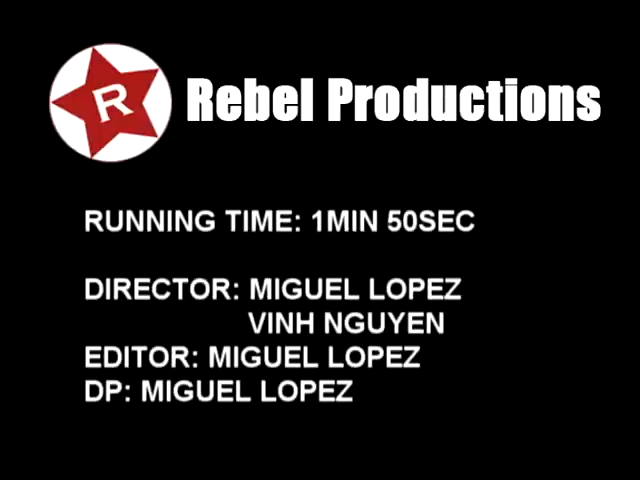 R
Rebel Productions
RUNNING TIME: 1MIN 50SEC
DIRECTOR: MIGUEL LOPEZ
VINH NGUYEN
EDITOR: MIGUEL LOPEZ
DP: MIGUEL LOPEZ